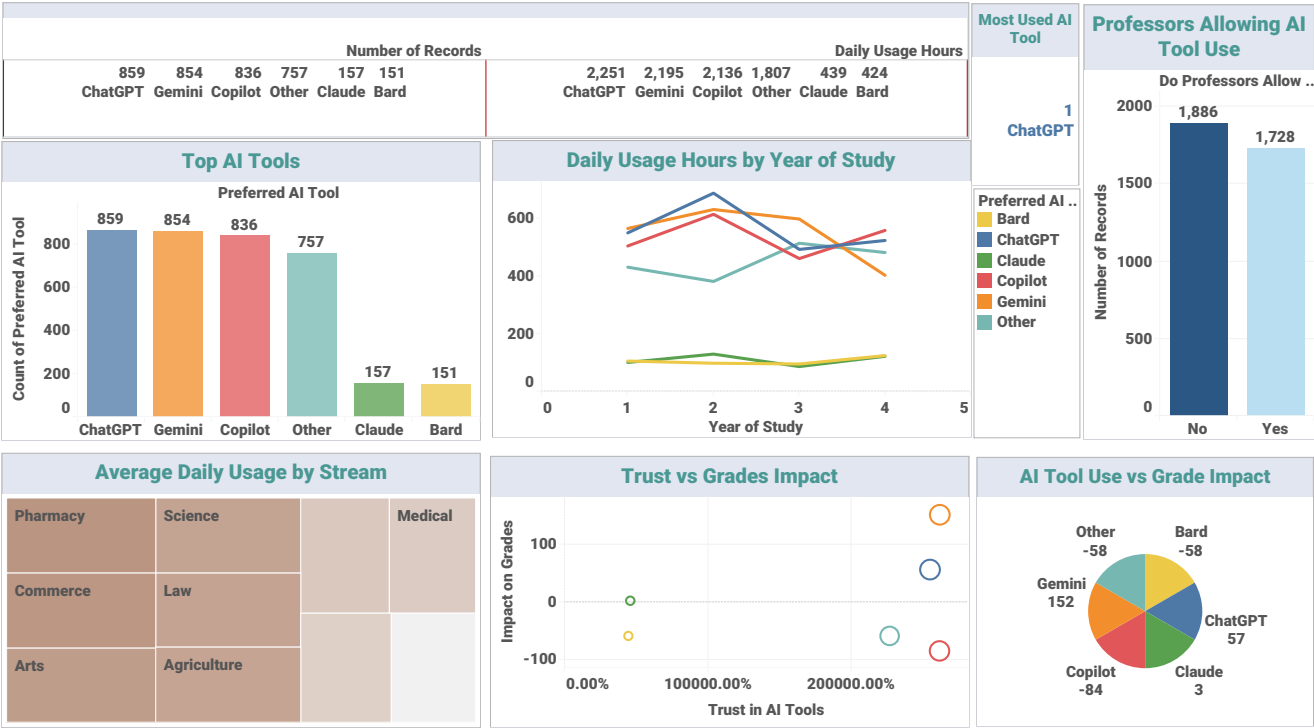 Number of Records
Daily Usage Hours
859 854 836 757 157 151
ChatGPT Gemini Copilot Other Claude Bard
2,251 2,195 2,136 1,807 439 424
ChatGPT Gemini Copilot Other Claude Bard
Most Used AI
Tool
1
ChatGPT
Professors Allowing AI
Tool Use
Do Professors Allow ..
Number of Records
2000
1500
1000
500
0
1,886
1,728
No Yes
Top AI Tools
Preferred AI Tool
Count of Preferred AI Tool
800
600
400
200
0
859 854 836 757 157 151
ChatGPT Gemini Copilot Other Claude Bard
Daily Usage Hours by Year of Study
600
400
200
0
0 1 2 3 4 5
Year of Study
Preferred AI ..
Bard
ChatGPT
Claude
Copilot
Gemini
Other
Average Daily Usage by Stream
Pharmacy
Science
Medical
Commerce
Law
Arts
Agriculture
Trust vs Grades Impact
Impact on Grades
100
0
-100
0.00% 100000.00% 200000.00%
Trust in AI Tools
AI Tool Use vs Grade Impact
Other
-58
Bard
-58
Gemini
152
ChatGPT
57
Copilot
-84
Claude
3